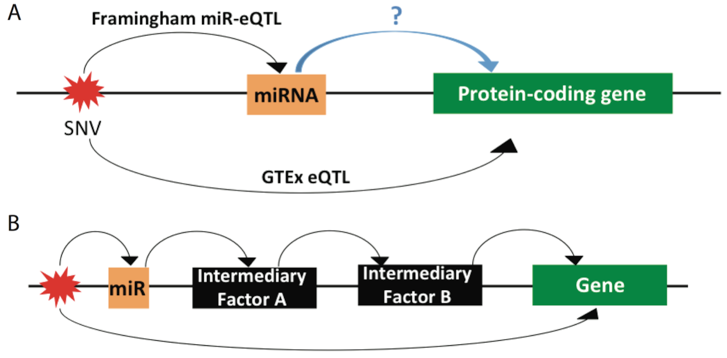 A
Framingham miR-eQTL
?
miRNA
Protein-coding gene
SNV
GTEx eQTL
B
miR
Intermediary
Factor A
Intermediary
Factor B
Gene